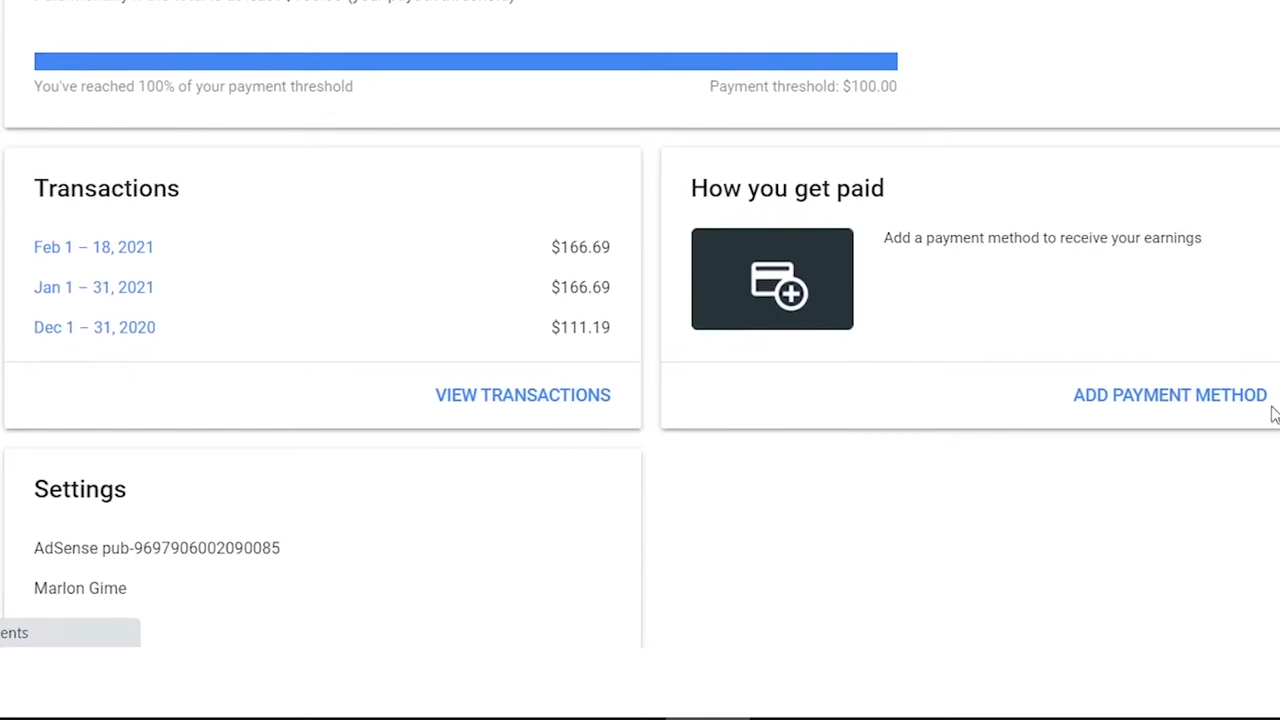 You've reached 100% of your payment threshold
Payment threshold: $100.00
Transactions
Feb 1 – 18, 2021 $166.69
Jan 1 – 31, 2021 $166.69
Dec 1 – 31, 2020 $111.19
VIEW TRANSACTIONS
How you get paid
Add a payment method to receive your earnings
ADD PAYMENT METHOD
Settings
AdSense pub-9697906002090085
Marlon Gime
ents